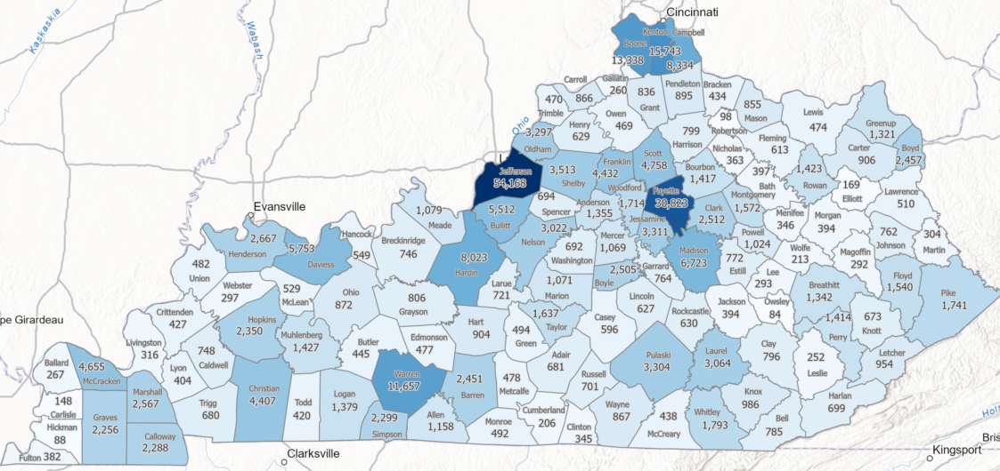 Kaskaskia
Wabash
Cincinnati
Kenton
Campbell
Boone
15,743
13,338
8,334
Gallatin
260
Carroll
866
470
Trimble
836
Grant
Pendleton
895
Bracken
434
855
Mason
Lewis
474
Greenup
1,321
Boyd
2,457
Carter
906
Ohio
3,297
Oldham
Henry
629
Owen
469
98
Robertson
799
Harrison
Fleming
613
Nicholas
363
L
Jefferson
54,168
3,513
Shelby
Franklin
4,432
Scott
4,758
Bourbon
1,417
397
Bath
1,423
Rowan
169
Elliott
Lawrence
510
Woodford
1,714
Fayette
30,823
Montgomery
1,572
Clark
2,512
694
Spencer
Anderson
1,355
Jessamine
3,311
Menifee
346
Morgan
394
762
Johnson
304
Martin
Evansville
1,079
Meade
5,512
Bullitt
3,022
Nelson
692
Washington
Mercer
1,069
Madison
6,723
Powell
1,024
772
Estill
Wolfe
213
Magoffin
292
2,667
Henderson
5,753
Daviess
Hancock
549
Breckinridge
746
8,023
Hardin
Larue
721
1,071
Marion
2,505
Boyle
Garrard
764
Lee
293
Breathitt
1,342
Floyd
1,540
Pike
1,741
482
Union
Webster
297
529
McLean
Ohio
872
806
Grayson
Lincoln
627
Rockcastle
630
Jackson
394
Owsley
84
1,414
Perry
673
Knott
pe Girardeau
Crittenden
427
Hopkins
2,350
Muhlenberg
1,427
Butler
445
Edmonson
477
Hart
904
494
Green
1,637
Taylor
Casey
596
Livingston
316
748
Caldwell
Lyon
404
Ballard
267
4,655
McCracken
Adair
681
Pulaski
3,304
Laurel
3,064
Clay
796
252
Leslie
Letcher
954
Warren
11,657
2,451
Barren
478
Metcalfe
Russell
701
148
Carlisle
Marshall
2,567
Christian
4,407
Trigg
680
Todd
420
Logan
1,379
2,299
Simpson
Allen
1,158
Monroe
492
Cumberland
206
Clinton
345
Wayne
867
438
McCreary
Whitley
1,793
Knox
986
Bell
785
Harlan
699
Hickman
88
Graves
2,256
Calloway
2,288
Fulton 382
Clarksville
Hols
Bris
Kingsport